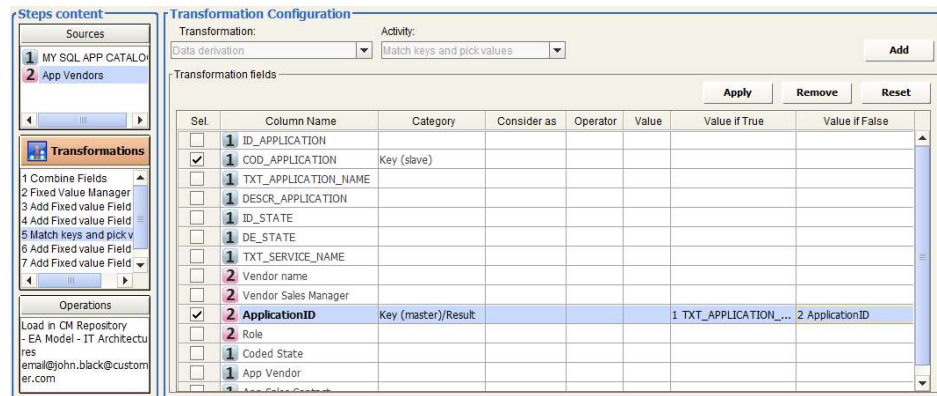 Steps content
Sources
1 MY SQL APP CATALO
2 App Vendors
Transformations
1 Combine Fields
2 Fixed Value Manager
3 Add Fixed value Field
4 Add Fixed value Field
5 Match keys and pick v
6 Add Fixed value Field
7 Add Fixed value Field
Operations
Load in CM Repository
- EA Model - IT Architectu
res
email@john.black@custom
er.com
Transformation Configuration
Transformation: Activity:
Data derivation Match keys and pick values Add
Transformation fields
Apply Remove Reset
Sel. Column Name Category Consider as Operator Value Value if True Value if False
1 ID_APPLICATION
1 COD_APPLICATION Key (slave)
1 TXT_APPLICATION_NAME
1 DESCR_APPLICATION
1 ID_STATE
1 DE_STATE
1 TXT_SERVICE_NAME
2 Vendor name
2 Vendor Sales Manager
2 ApplicationID Key (master)/Result 1 TXT_APPLICATION_... 2 ApplicationID
2 Role
1 Coded State
1 App Vendor
1 App Sales Contact